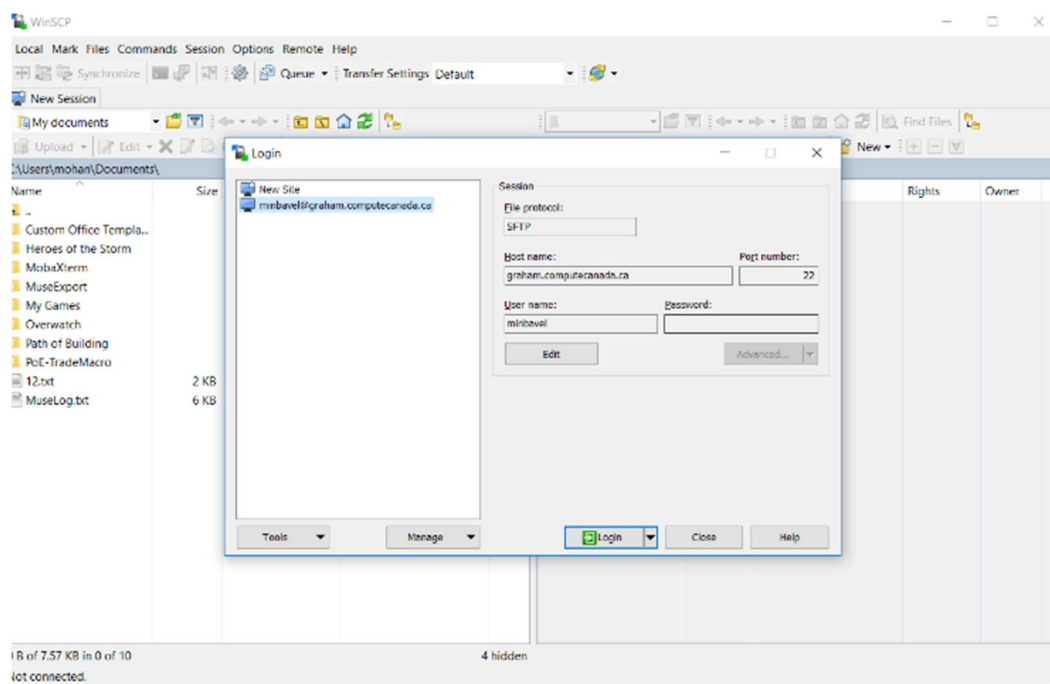 WinSCP
Local Mark Files Commands Session Options Remote Help
Synchronize Queue Transfer Settings Default
New Session
My documents Find Files
Upload Edit New
:\Users\mohan\Documents\
Name Size Rights Owner
..
Custom Office Templa..
Heroes of the Storm
MobaXterm
MuseExport
My Games
Overwatch
Path of Building
PoE-TradeMacro
12.txt 2 KB
MuseLog.txt 6 KB
Login
New Site
minbavel@graham.computecanada.ca
Session
File protocol:
SFTP
Host name: Port number:
graham.computecanada.ca 22
User name: Password:
minbavel
Edit Advanced...
Tools Manage Login Close Help
B of 7.57 KB in 0 of 10 4 hidden
Not connected.